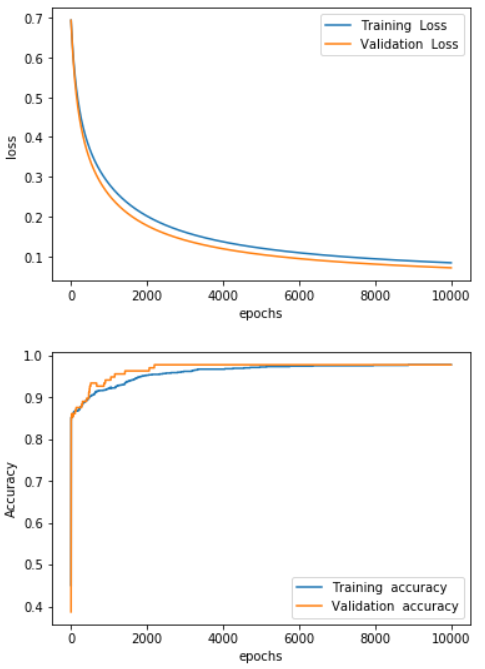 0.7
0.6
0.5
0.4
0.3
0.2
0.1
loss
Training Loss
Validation Loss
0 2000 4000 6000 8000 10000
epochs
1.0
0.9
0.8
0.7
0.6
0.5
0.4
Accuracy
Training accuracy
Validation accuracy
0 2000 4000 6000 8000 10000
epochs